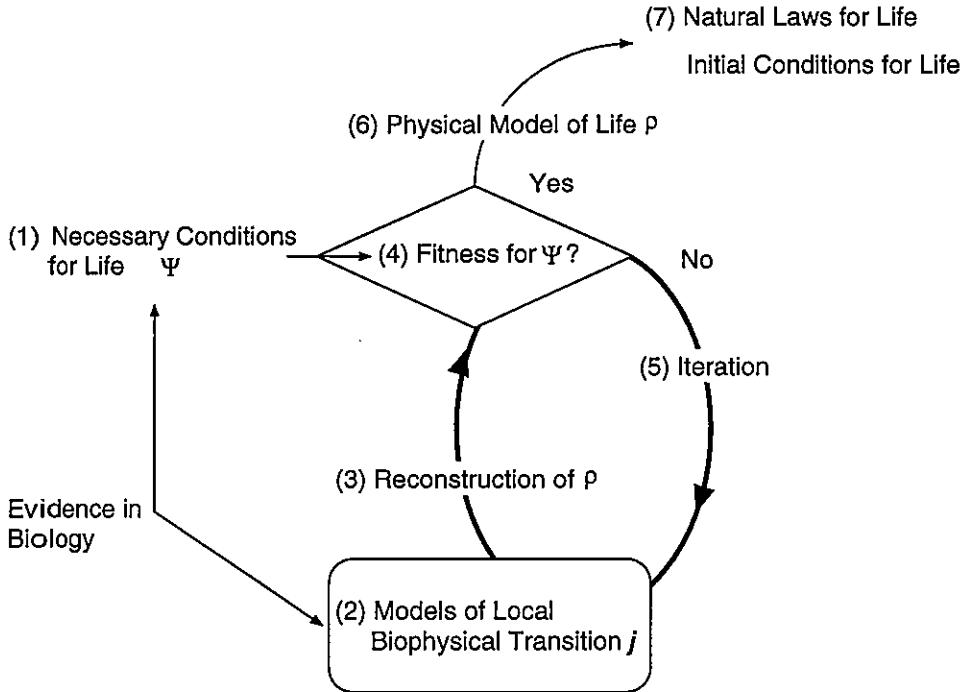 (7) Natural Laws for Life
Initial Conditions for Life
(6) Physical Model of Life ρ
Yes
(1) Necessary Conditions
for Life Ψ
(4) Fitness for Ψ?
No
(5) Iteration
(3) Reconstruction of ρ
Evidence in
Biology
(2) Models of Local
Biophysical Transition j